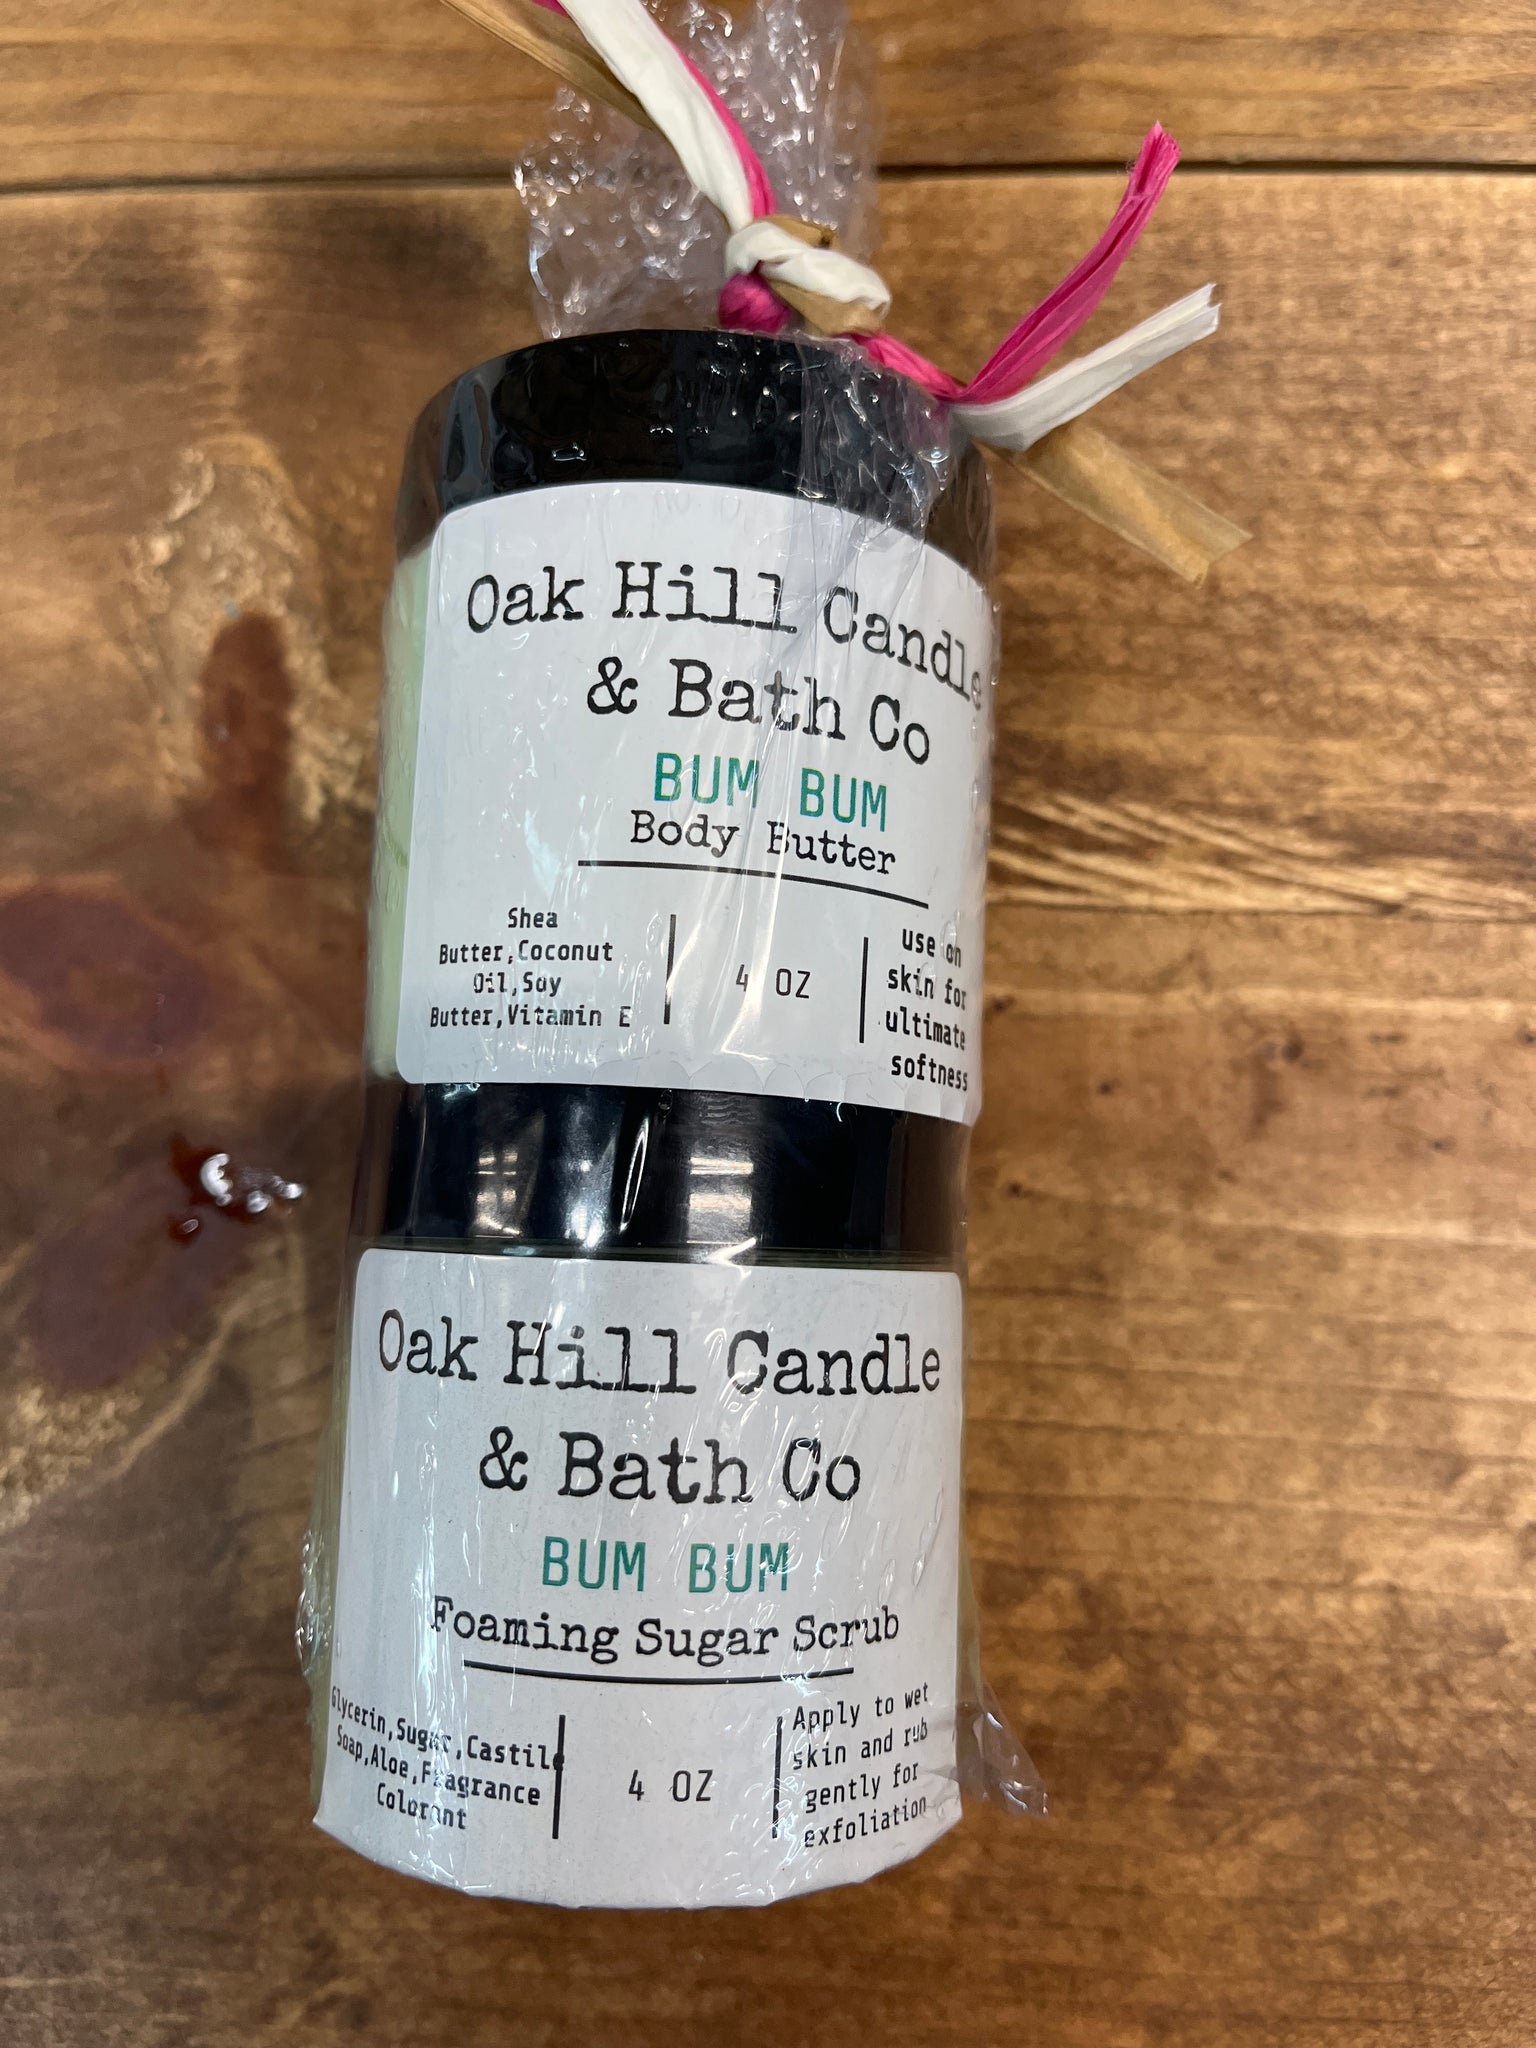 Oak Hill Candle
& Bath Co
BUM BUM
Body Butter
Shea
Butter,Coconut
Oil,Soy
Butter,Vitamin E
4 OZ
use on
skin for
ultimate
softness
Oak Hill Candle
& Bath Co
BUM BUM
Foaming Sugar Scrub
Glycerin,Sugar,Castile
Soap,Aloe,Fragrance
Colorant
4 OZ
Apply to wet
skin and rub
gently for
exfoliation